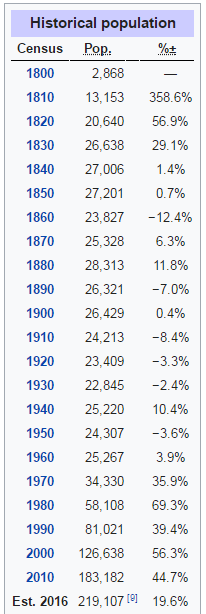 Historical population
Census Pop. %±
1800 2,868 —
1810 13,153 358.6%
1820 20,640 56.9%
1830 26,638 29.1%
1840 27,006 1.4%
1850 27,201 0.7%
1860 23,827 −12.4%
1870 25,328 6.3%
1880 28,313 11.8%
1890 26,321 −7.0%
1900 26,429 0.4%
1910 24,213 −8.4%
1920 23,409 −3.3%
1930 22,845 −2.4%
1940 25,220 10.4%
1950 24,307 −3.6%
1960 25,267 3.9%
1970 34,330 35.9%
1980 58,108 69.3%
1990 81,021 39.4%
2000 126,638 56.3%
2010 183,182 44.7%
Est. 2016 219,107 [9] 19.6%